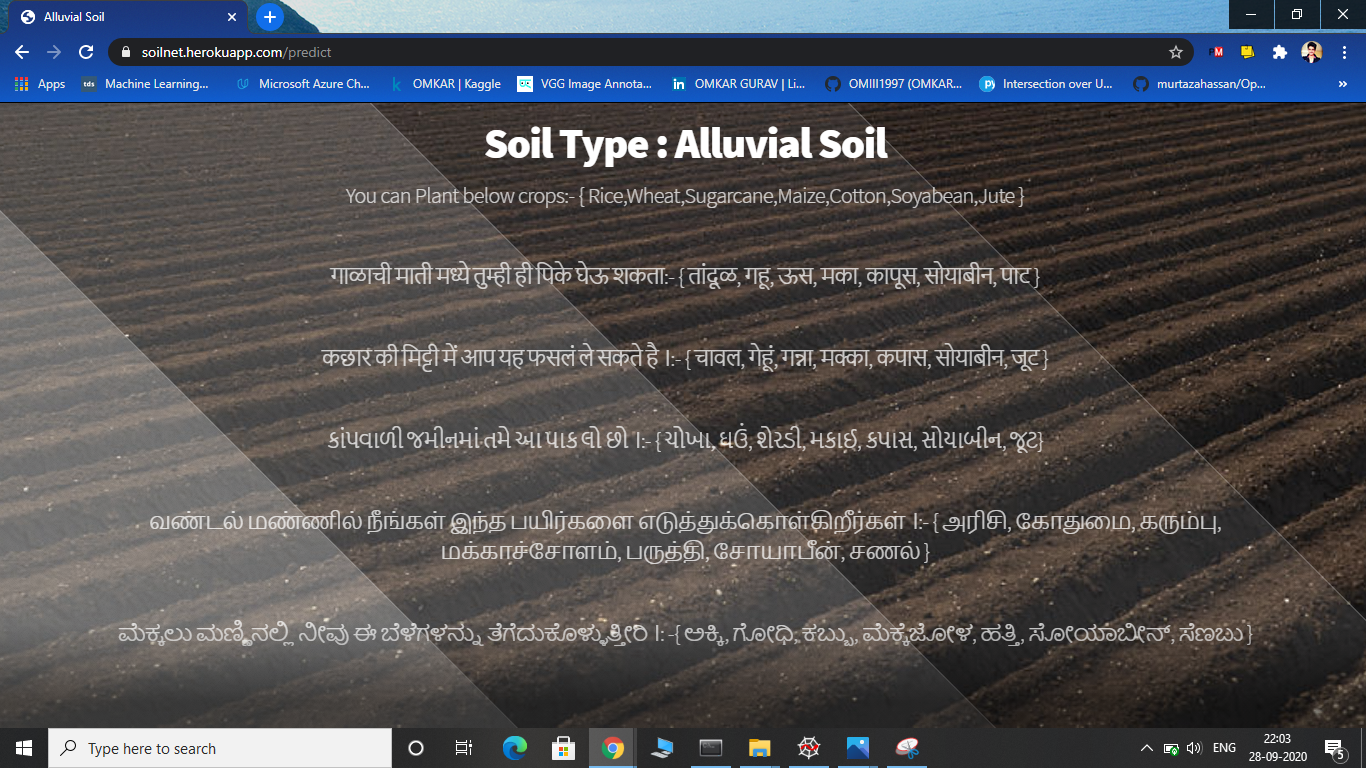 Alluvial Soil
soilnet.herokuapp.com/predict
Apps
Machine Learning...
Microsoft Azure Ch...
OMKAR | Kaggle
VGG Image Annota...
OMKAR GURAV | Li...
OMIII1997 (OMKAR...
Intersection over U...
murtazahassan/Op...
Soil Type : Alluvial Soil
You can Plant below crops:- { Rice,Wheat,Sugarcane,Maize,Cotton,Soyabean,Jute }
गाळाची माती मध्ये तुम्ही ही पिके घेऊ शकता:- { तांदूळ, गहू, ऊस, मका, कापूस, सोयाबीन, पाट }
कछार की मिट्टी में आप यह फसलं ले सकते है ।:- { चावल, गेहूं, गन्ना, मक्का, कपास, सोयाबीन, जूट }
કાંપવાળી જમીનમાં તમે આ પાક લો છો ।:- { ચોખા, ઘઉં, શેરડી, મકાઈ, કપાસ, સોયાબીન, જૂટ}
வண்டல் மண்ணில் நீங்கள் இந்த பயிர்களை எடுத்துக்கொள்கிறீர்கள் ।:- { அரிசி, கோதுமை, கரும்பு,
மக்காச்சோளம், பருத்தி, சோயாபீன், சணல் }
ಮೆಕ್ಕಲು ಮಣ್ಣಿನಲ್ಲಿ ನೀವು ಈ ಬೆಳೆಗಳನ್ನು ತೆಗೆದುಕೊಳ್ಳುತ್ತೀರಿ ।: -{ ಅಕ್ಕಿ, ಗೋಧಿ, ಕಬ್ಬು, ಮೆಕ್ಕೆಜೋಳ, ಹತ್ತಿ, ಸೋಯಾಬೀನ್, ಸೆಣಬು }
Type here to search
ENG
22:03
28-09-2020
5